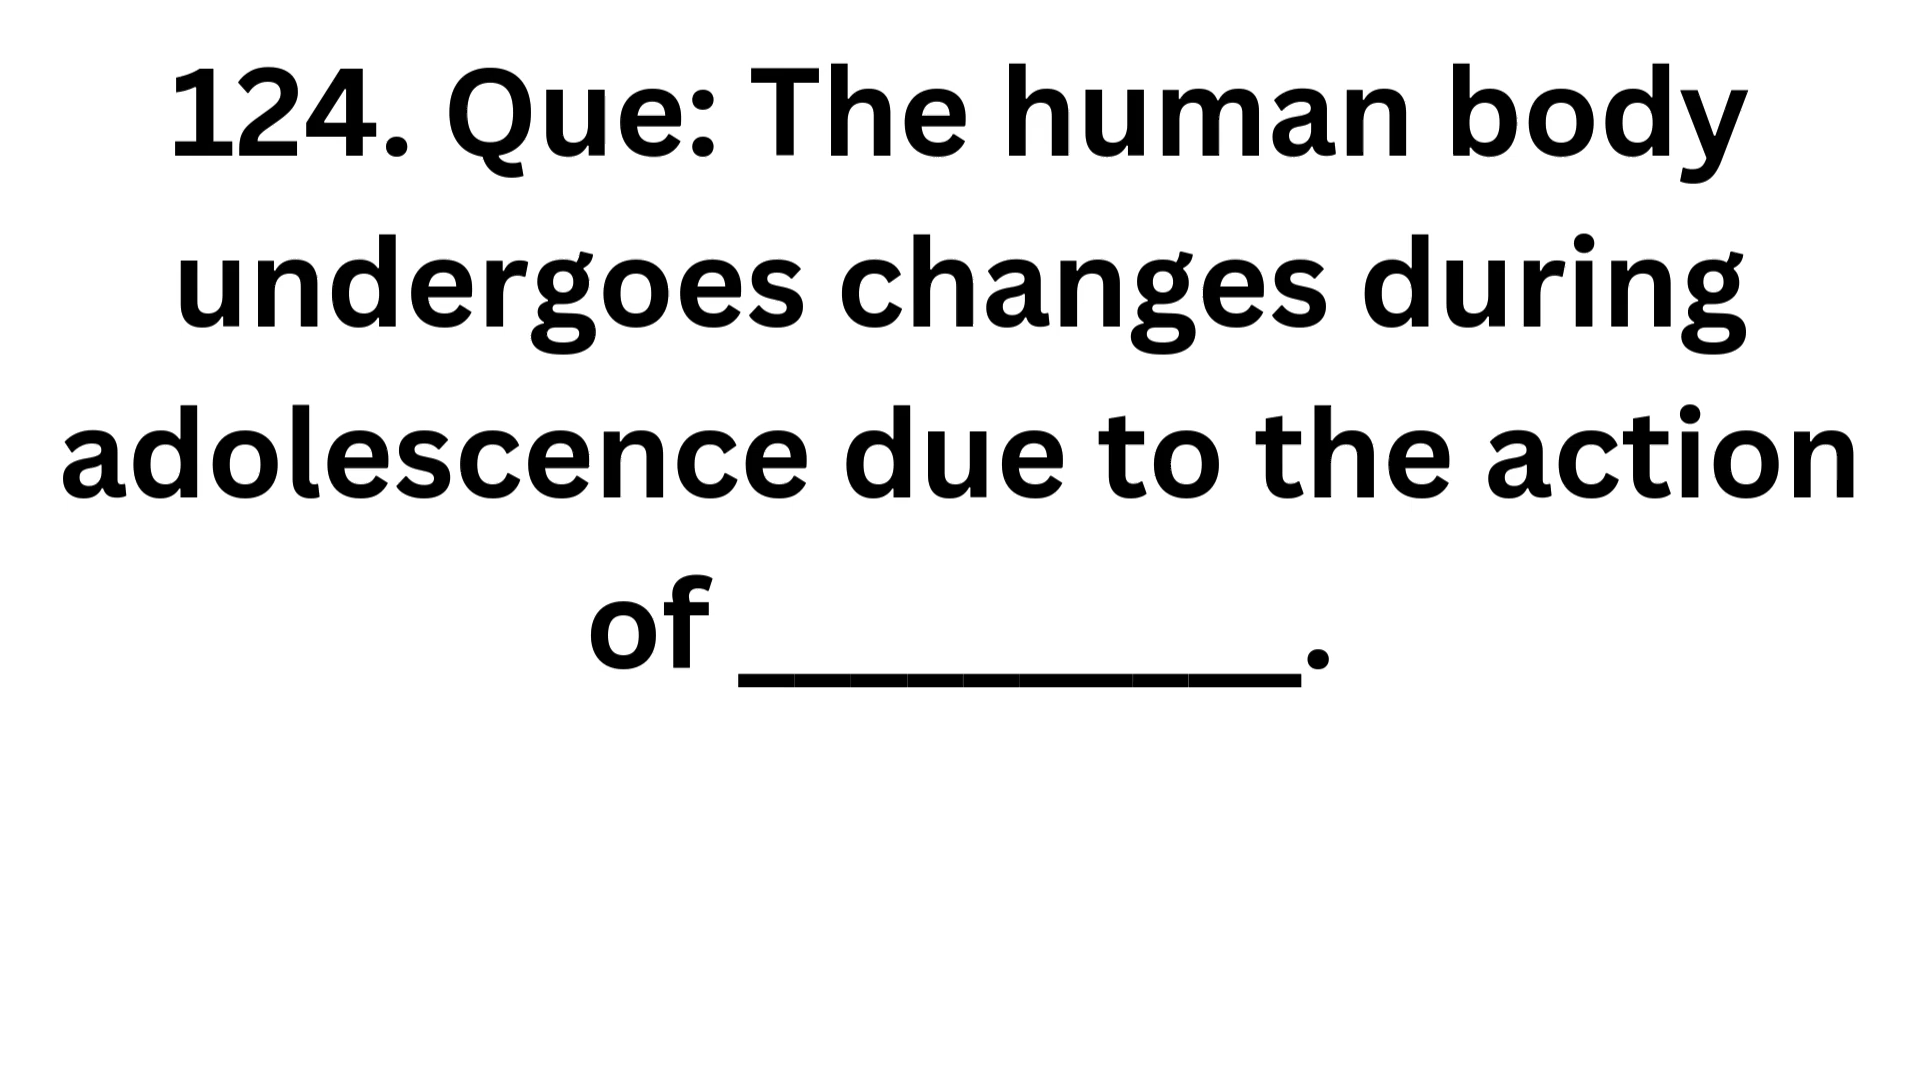 124. Que: The human body
undergoes changes during
adolescence due to the action
of __________.